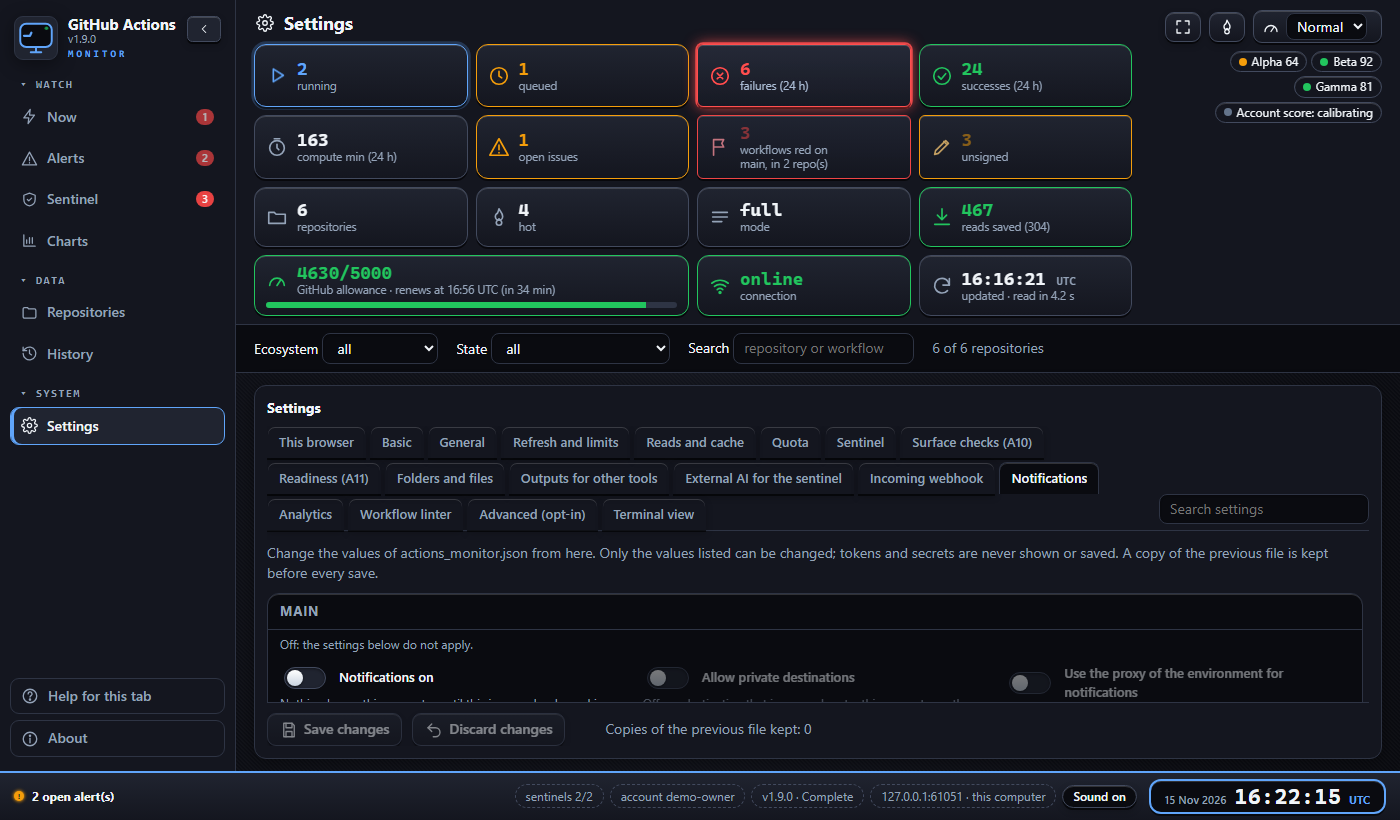 GitHub Actions
v1.9.0
MONITOR
WATCH
Now 1
Alerts 2
Sentinel 3
Charts
DATA
Repositories
History
SYSTEM
Settings
Help for this tab
About
Settings
Normal
Alpha 64
Beta 92
Gamma 81
Account score: calibrating
2
running
1
queued
6
failures (24 h)
24
successes (24 h)
163
compute min (24 h)
1
open issues
3
workflows red on
main, in 2 repo(s)
3
unsigned
6
repositories
4
hot
full
mode
467
reads saved (304)
4630/5000
GitHub allowance · renews at 16:56 UTC (in 34 min)
online
connection
16:16:21 UTC
updated · read in 4.2 s
Ecosystem all State all Search repository or workflow 6 of 6 repositories
Settings
This browser Basic General Refresh and limits Reads and cache Quota Sentinel Surface checks (A10)
Readiness (A11) Folders and files Outputs for other tools External AI for the sentinel Incoming webhook Notifications
Analytics Workflow linter Advanced (opt-in) Terminal view Search settings
Change the values of actions_monitor.json from here. Only the values listed can be changed; tokens and secrets are never shown or saved. A copy of the previous file is kept
before every save.
MAIN
Off: the settings below do not apply.
Notifications on
Allow private destinations
Use the proxy of the environment for
notifications
Save changes Discard changes Copies of the previous file kept: 0
2 open alert(s) sentinels 2/2 account demo-owner v1.9.0 · Complete 127.0.0.1:61051 · this computer Sound on 15 Nov 2026 16:22:15 UTC